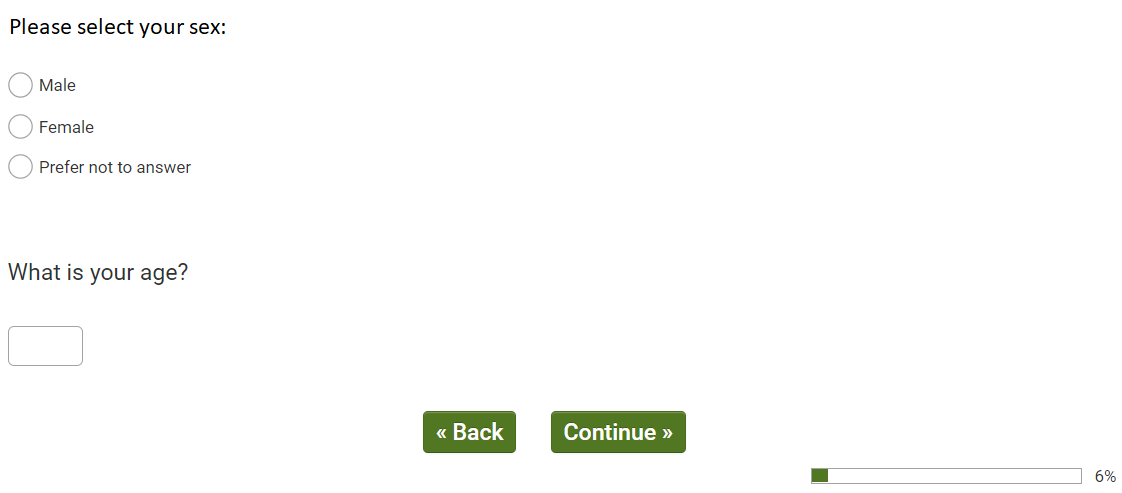 Please select your sex:
Male
Female
Prefer not to answer
What is your age?
« Back
Continue »
6%